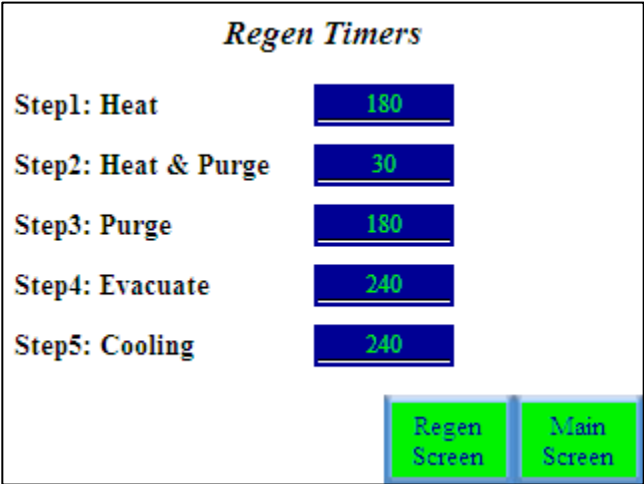 Regen Timers
Step1: Heat 180
Step2: Heat & Purge 30
Step3: Purge 180
Step4: Evacuate 240
Step5: Cooling 240
Regen Screen
Main Screen